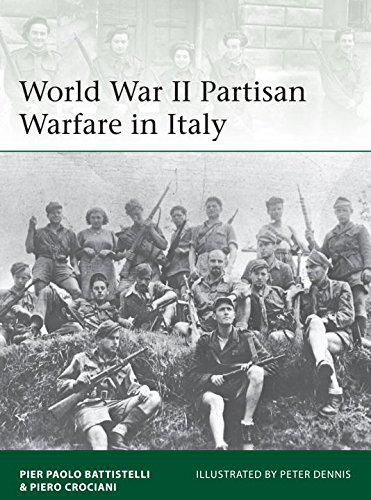 World War II Partisan
Warfare in Italy
PIER PAOLO BATTISTELLI
& PIERO CROCIANI
ILLUSTRATED BY PETER DENNIS